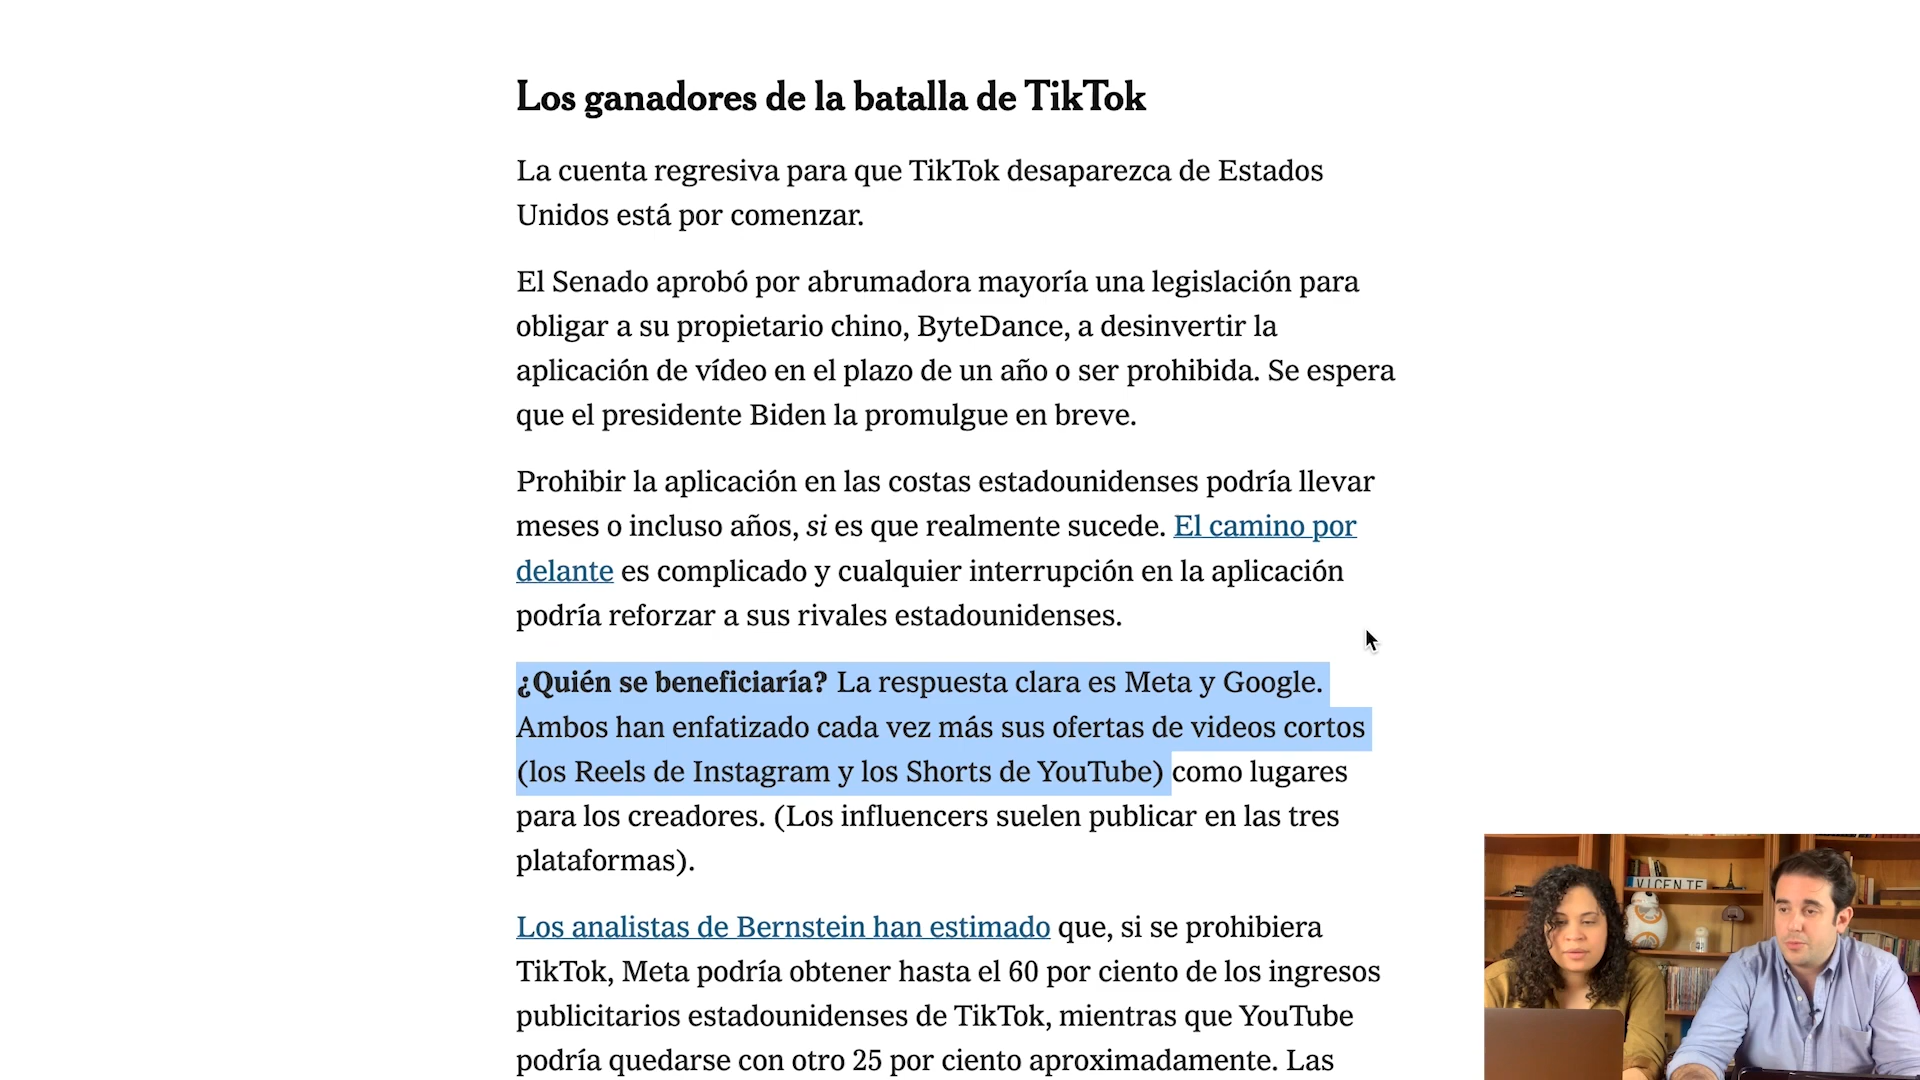 Los ganadores de la batalla de TikTok
La cuenta regresiva para que TikTok desaparezca de Estados
Unidos está por comenzar.
El Senado aprobó por abrumadora mayoría una legislación para
obligar a su propietario chino, ByteDance, a desinvertir la
aplicación de vídeo en el plazo de un año o ser prohibida. Se espera
que el presidente Biden la promulgue en breve.
Prohibir la aplicación en las costas estadounidenses podría llevar
meses o incluso años, si es que realmente sucede. El camino por
delante es complicado y cualquier interrupción en la aplicación
podría reforzar a sus rivales estadounidenses.
¿Quién se beneficiaría? La respuesta clara es Meta y Google.
Ambos han enfatizado cada vez más sus ofertas de videos cortos
(los Reels de Instagram y los Shorts de YouTube) como lugares
para los creadores. (Los influencers suelen publicar en las tres
plataformas).
Los analistas de Bernstein han estimado que, si se prohibiera
TikTok, Meta podría obtener hasta el 60 por ciento de los ingresos
publicitarios estadounidenses de TikTok, mientras que YouTube
podría quedarse con otro 25 por ciento aproximadamente. Las
VICENTE